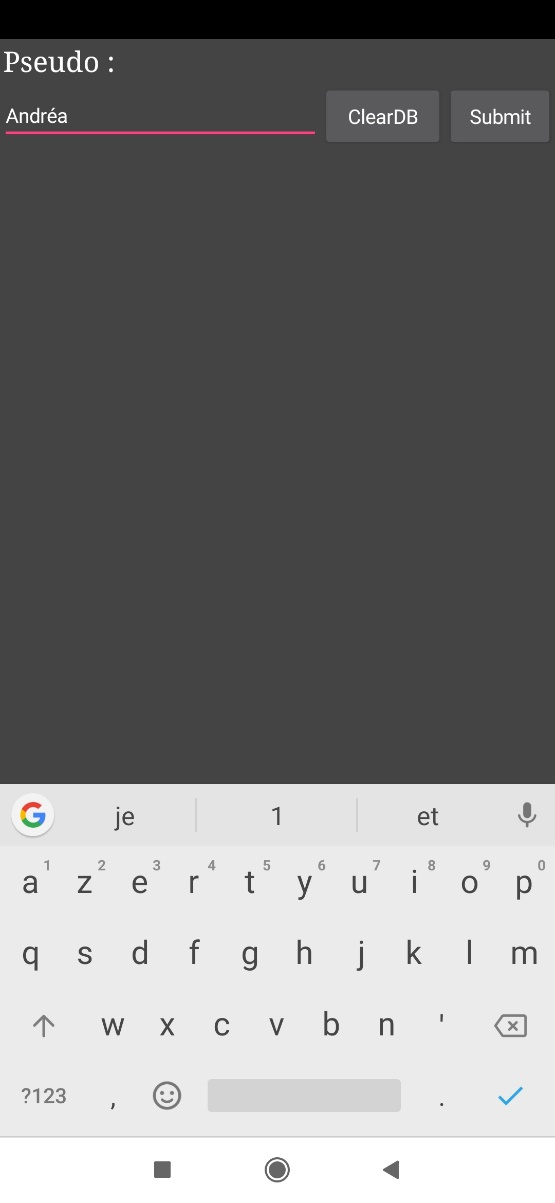 Pseudo :
Andréa ClearDB Submit
je 1 et
a 1 z 2 e 3 r 4 t 5 y 6 u 7 i 8 o 9 p 0
q s d f g h j k l m
w x c v b n '
?123 , .